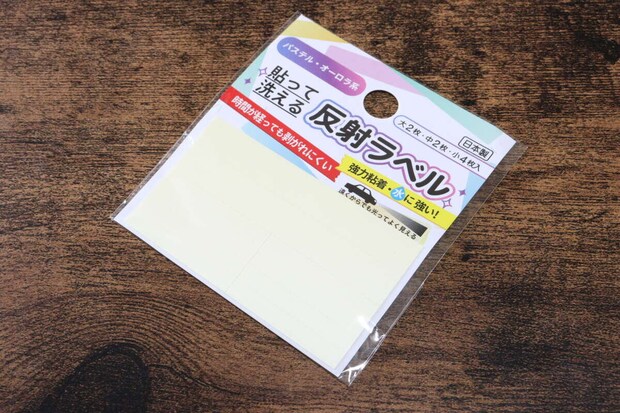 パステル・オーロラ系
貼って
洗える
反射ラベル
大2枚・中2枚・小4枚入
日本製
時間が経っても剥がれにくい
強力粘着・水に強い!
遠くからでも光ってよく見える